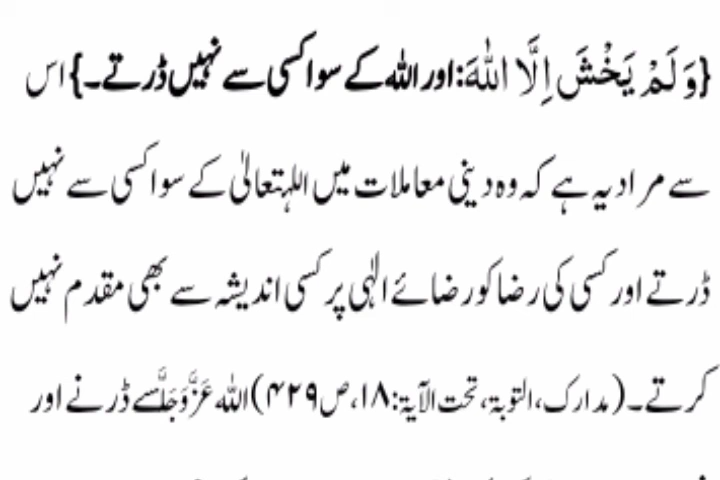 {وَ لَمْ یَخْشَ اِلَّا اللّٰهَ:اور اللہ کے سوا کسی سے نہیں ڈرتے۔} اس
سے مراد یہ ہے کہ وہ دینی معاملات میں اللہتعالیٰ کے سوا کسی سے نہیں
ڈرتے اور کسی کی رضا کو رضائے الٰہی پر کسی اندیشہ سے بھی مقدم نہیں
کرتے۔ (مدارک، التوبۃ، تحت الآیۃ: ۱۸، ص۴۲۹) اللہ عَزَّوَجَلَّسے ڈرنے اور